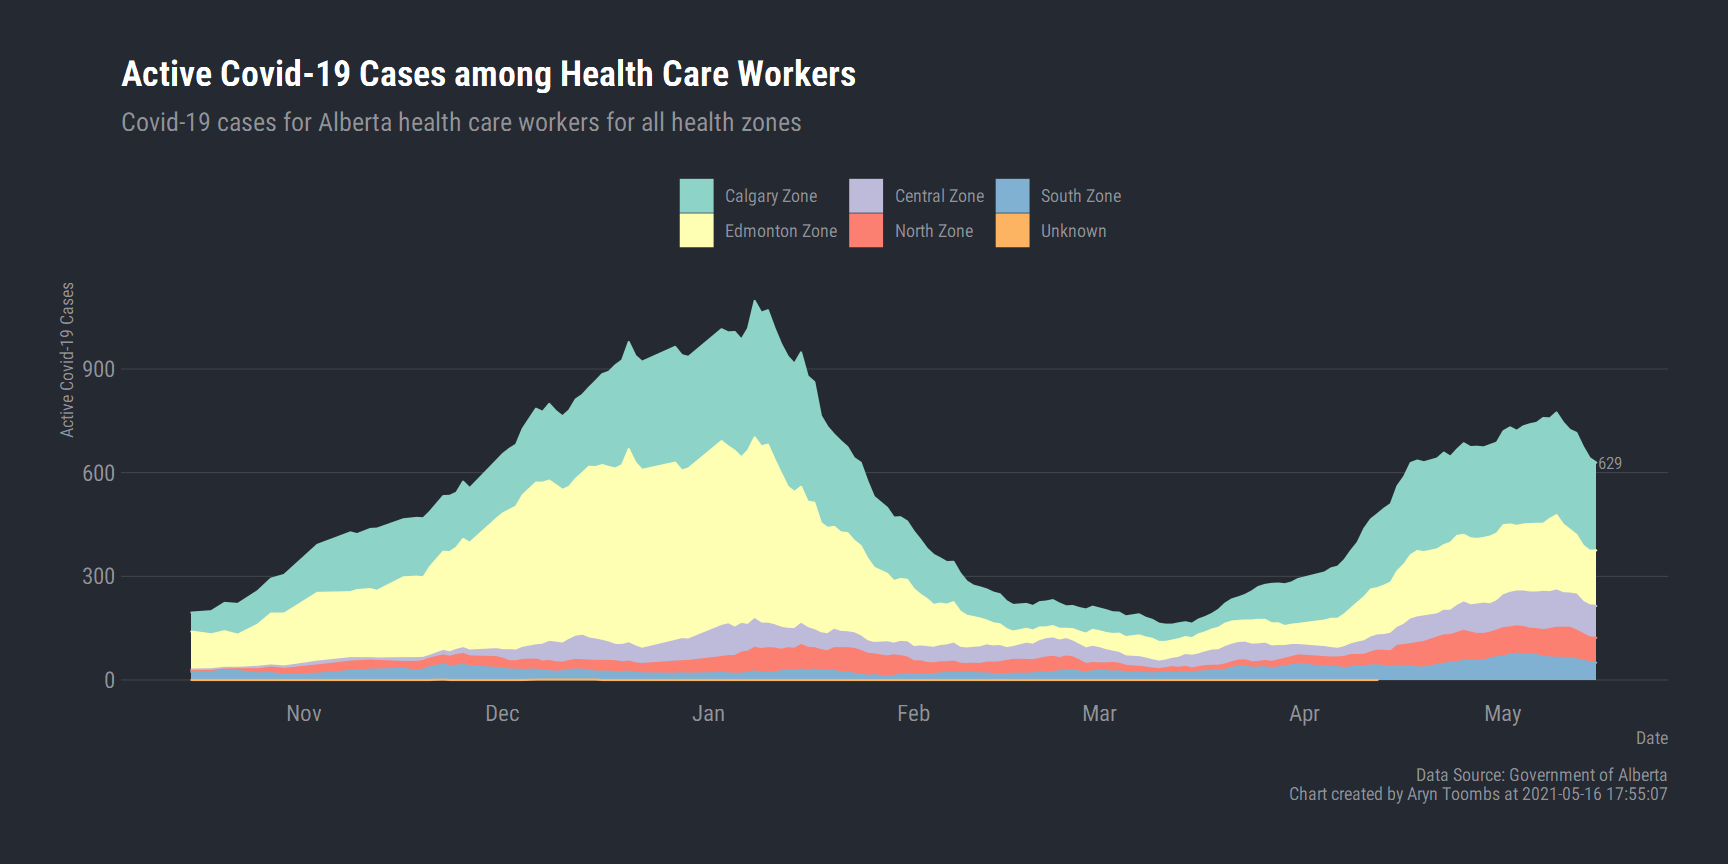 Active Covid-19 Cases among Health Care Workers
Covid-19 cases for Alberta health care workers for all health zones
Calgary Zone Central Zone South Zone
Edmonton Zone North Zone Unknown
Active Covid-19 Cases
900
600
300
0
629
Nov Dec Jan Feb Mar Apr May
Date
Data Source: Government of Alberta
Chart created by Aryn Toombs at 2021-05-16 17:55:07